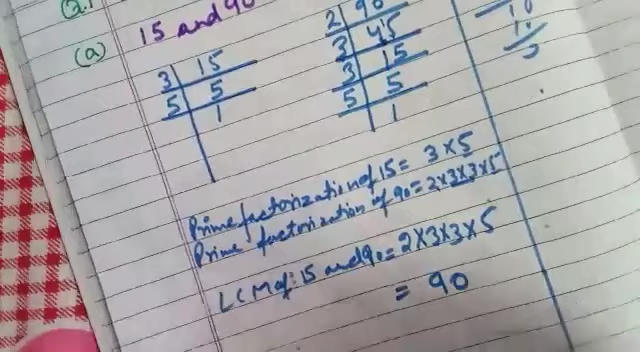 Q.1
(a)
15 and 90
3 | 15
5 | 5
1
2 | 90
3 | 45
3 | 15
5 | 5
1
10
Prime factorization of 15 = 3×5
Prime factorization of 90 = 2×3×3×5
LCM of: 15 and 90 = 2×3×3×5
= 90